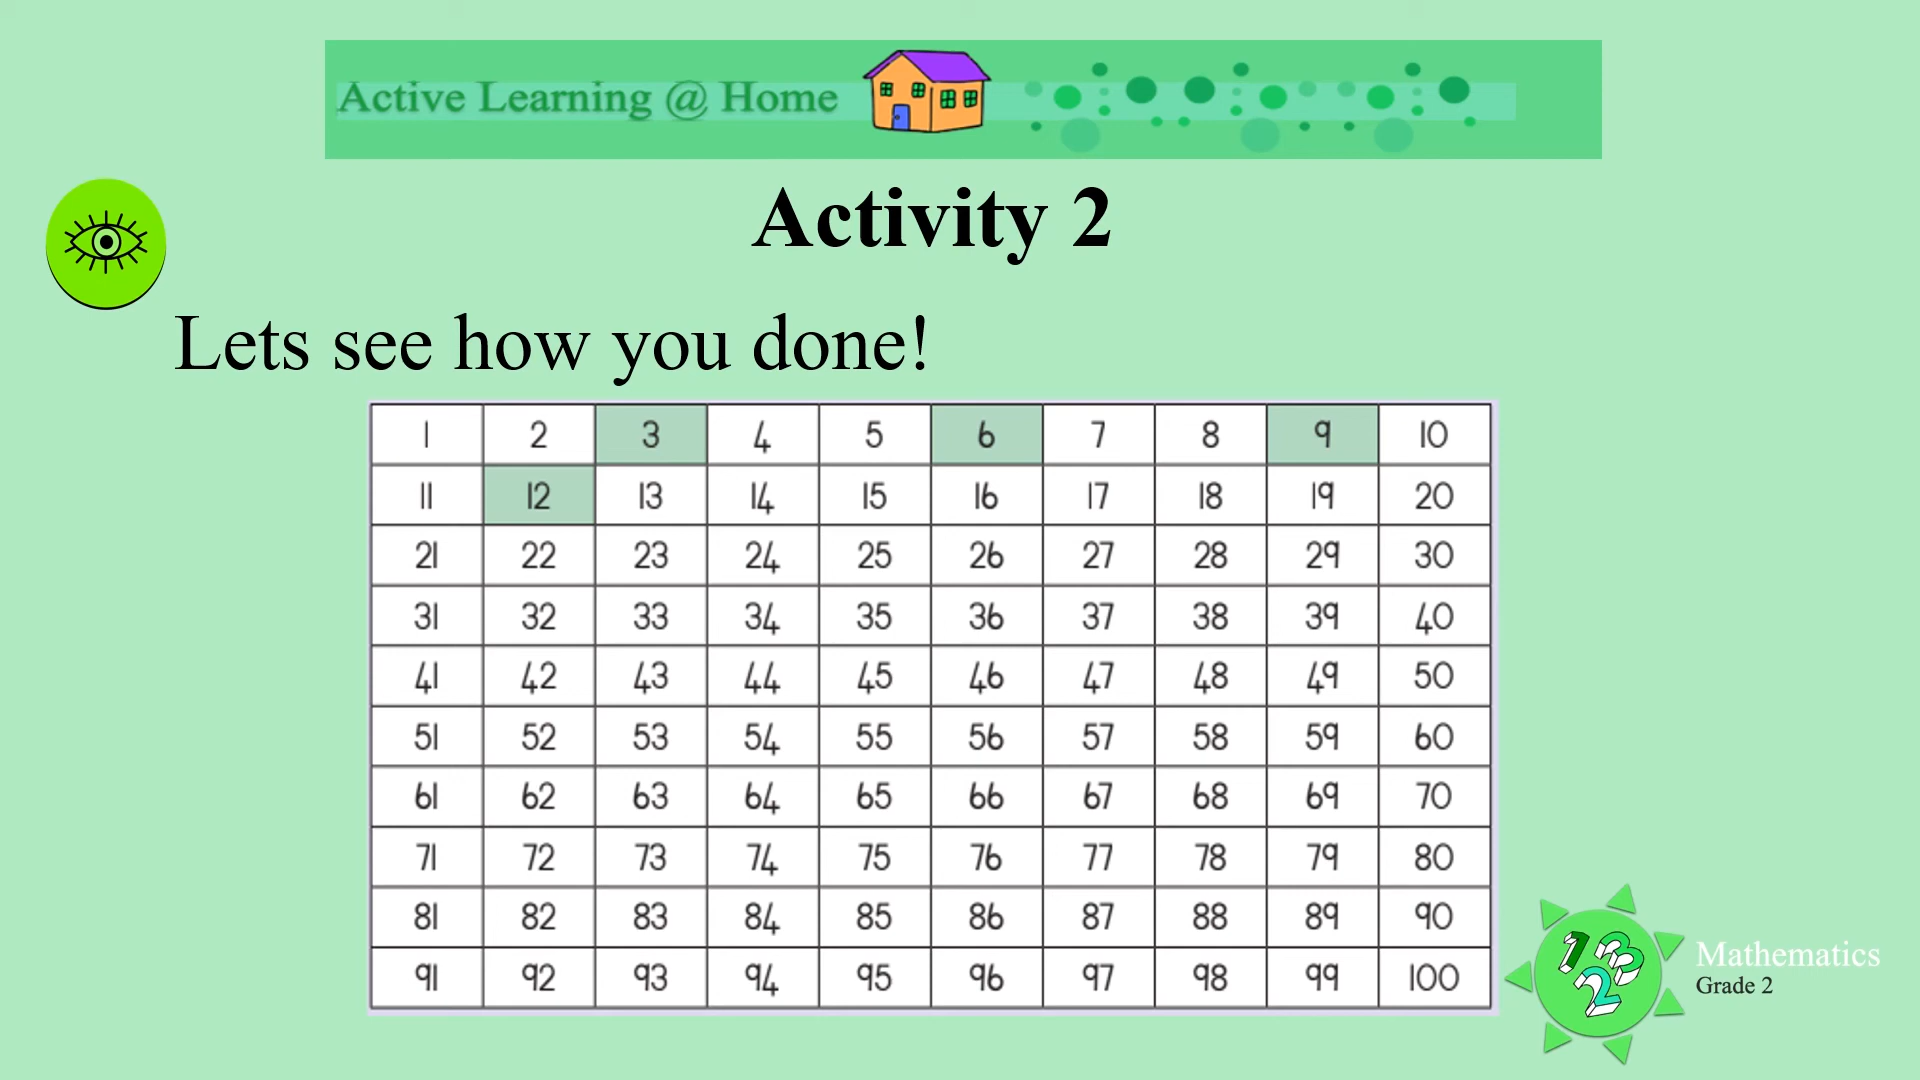 Active Learning @ Home
Activity 2
Lets see how you done!
1 2 3 4 5 6 7 8 9 10
11 12 13 14 15 16 17 18 19 20
21 22 23 24 25 26 27 28 29 30
31 32 33 34 35 36 37 38 39 40
41 42 43 44 45 46 47 48 49 50
51 52 53 54 55 56 57 58 59 60
61 62 63 64 65 66 67 68 69 70
71 72 73 74 75 76 77 78 79 80
81 82 83 84 85 86 87 88 89 90
91 92 93 94 95 96 97 98 99 100
1 2 3
Mathematics
Grade 2